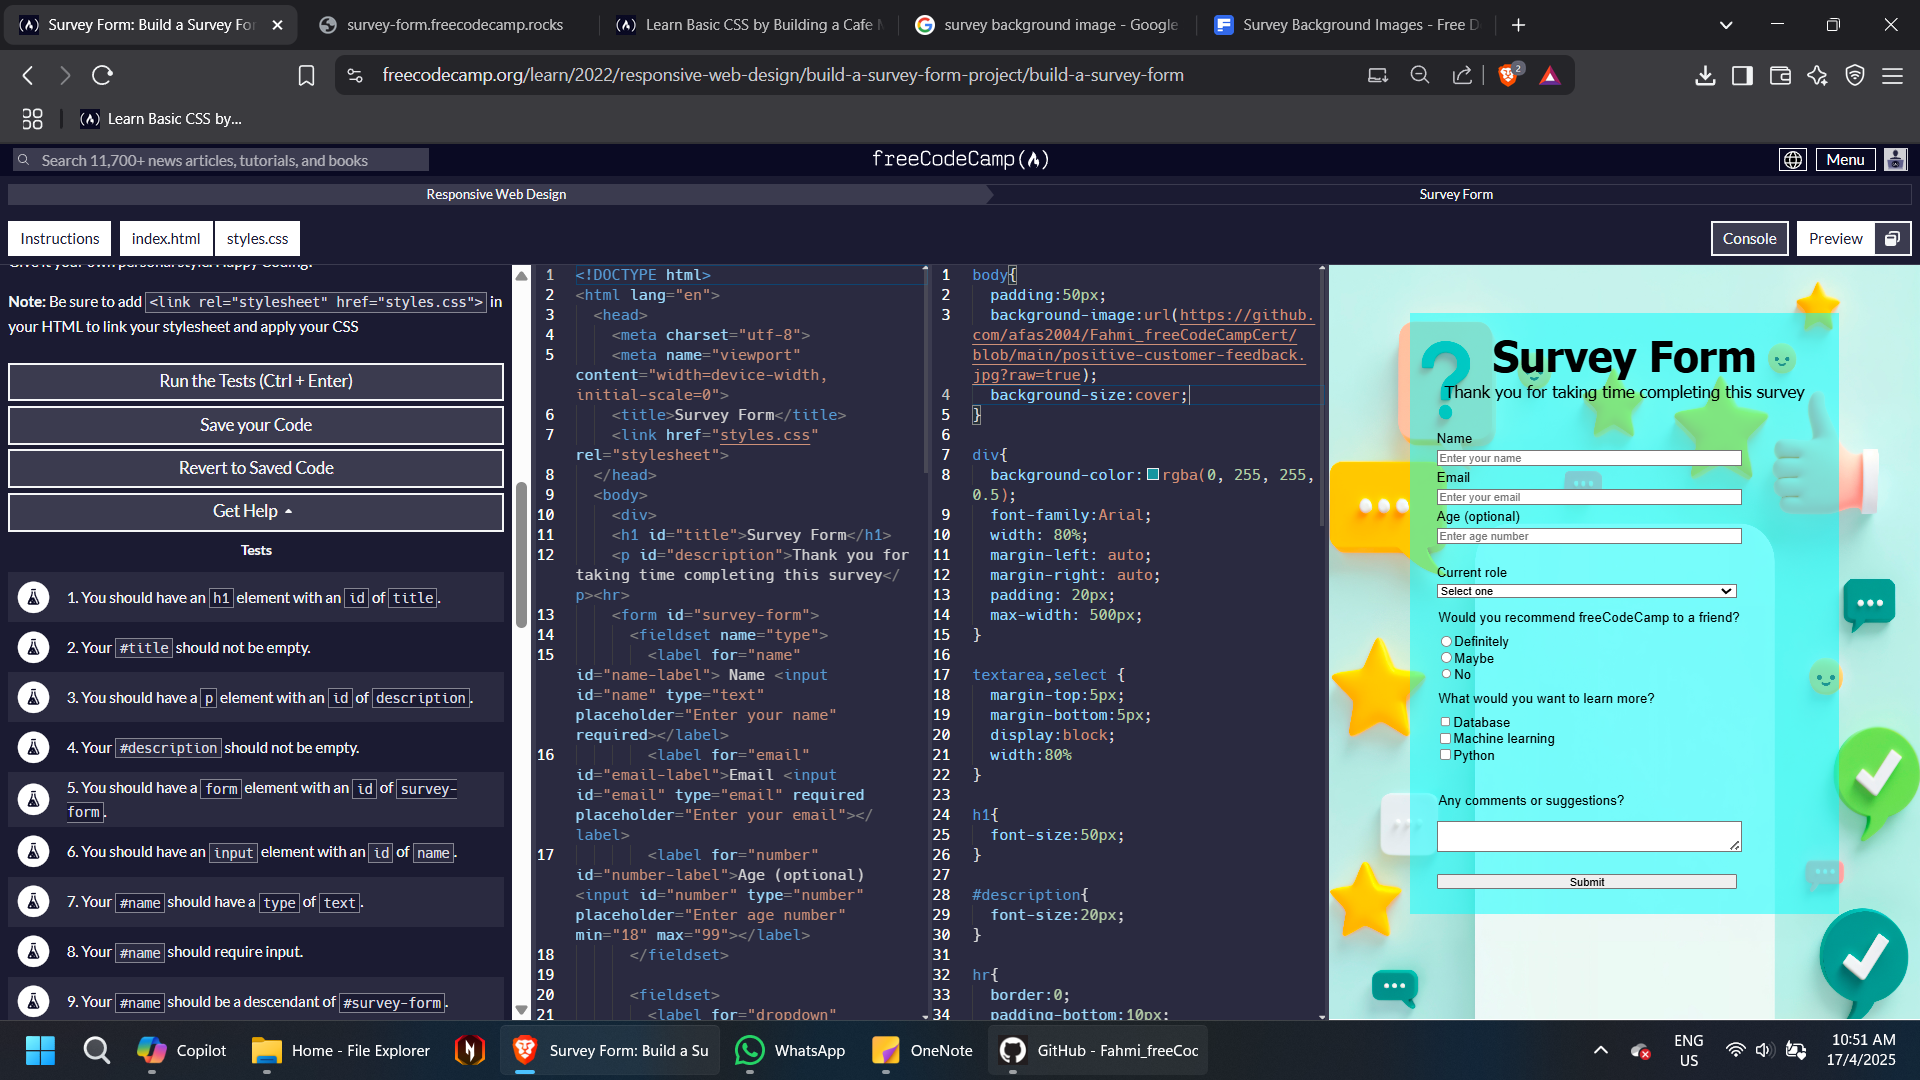 Survey Form: Build a Survey Fo
survey-form.freecodecamp.rocks
Learn Basic CSS by Building a Cafe M
survey background image - Google
Survey Background Images - Free D
freecodecamp.org/learn/2022/responsive-web-design/build-a-survey-form-project/build-a-survey-form
2
Learn Basic CSS by...
Search 11,700+ news articles, tutorials, and books
freeCodeCamp
Menu
Responsive Web Design
Survey Form
Instructions
index.html
styles.css
Console
Preview
Note: Be sure to add <link rel="stylesheet" href="styles.css"> in
your HTML to link your stylesheet and apply your CSS
Run the Tests (Ctrl + Enter)
Save your Code
Revert to Saved Code
Get Help
Tests
1. You should have an h1 element with an id of title.
2. Your #title should not be empty.
3. You should have a p element with an id of description.
4. Your #description should not be empty.
5. You should have a form element with an id of survey-
form.
6. You should have an input element with an id of name.
7. Your #name should have a type of text.
8. Your #name should require input.
9. Your #name should be a descendant of #survey-form.
1 <!DOCTYPE html>
2 <html lang="en">
3 <head>
4 <meta charset="utf-8">
5 <meta name="viewport"
content="width=device-width,
initial-scale=0">
6 <title>Survey Form</title>
7 <link href="styles.css"
rel="stylesheet">
8 </head>
9 <body>
10 <div>
11 <h1 id="title">Survey Form</h1>
12 <p id="description">Thank you for
taking time completing this survey</
p><hr>
13 <form id="survey-form">
14 <fieldset name="type">
15 <label for="name"
id="name-label"> Name <input
id="name" type="text"
placeholder="Enter your name"
required></label>
16 <label for="email"
id="email-label">Email <input
id="email" type="email" required
placeholder="Enter your email"></
label>
17 <label for="number"
id="number-label">Age (optional)
<input id="number" type="number"
placeholder="Enter age number"
min="18" max="99"></label>
18 </fieldset>
19
20 <fieldset>
21 <label for="dropdown"
1 body{
2 padding:50px;
3 background-image:url(https://github.
com/afas2004/Fahmi_freeCodeCampCert/
blob/main/positive-customer-feedback.
jpg?raw=true);
4 background-size:cover;
5 }
6
7 div{
8 background-color:rgba(0, 255, 255,
0.5);
9 font-family:Arial;
10 width: 80%;
11 margin-left: auto;
12 margin-right: auto;
13 padding: 20px;
14 max-width: 500px;
15 }
16
17 textarea,select {
18 margin-top:5px;
19 margin-bottom:5px;
20 display:block;
21 width:80%
22 }
23
24 h1{
25 font-size:50px;
26 }
27
28 #description{
29 font-size:20px;
30 }
31
32 hr{
33 border:0;
34 padding-bottom:10px;
Survey Form
Thank you for taking time completing this survey
Name
Enter your name
Email
Enter your email
Age (optional)
Enter age number
Current role
Select one
Would you recommend freeCodeCamp to a friend?
Definitely
Maybe
No
What would you want to learn more?
Database
Machine learning
Python
Any comments or suggestions?
Submit
Copilot
Home - File Explorer
Survey Form: Build a Su
WhatsApp
OneNote
GitHub - Fahmi_freeCoc
ENG
US
10:51 AM
17/4/2025